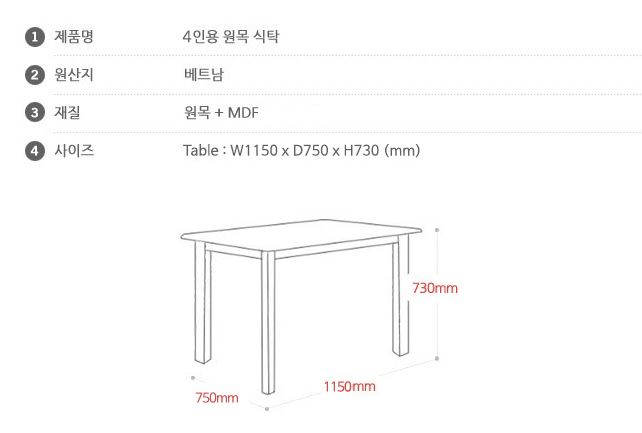 1 제품명 4인용 원목 식탁
2 원산지 베트남
3 재질 원목 + MDF
4 사이즈 Table : W1150 x D750 x H730 (mm)
730mm
1150mm
750mm